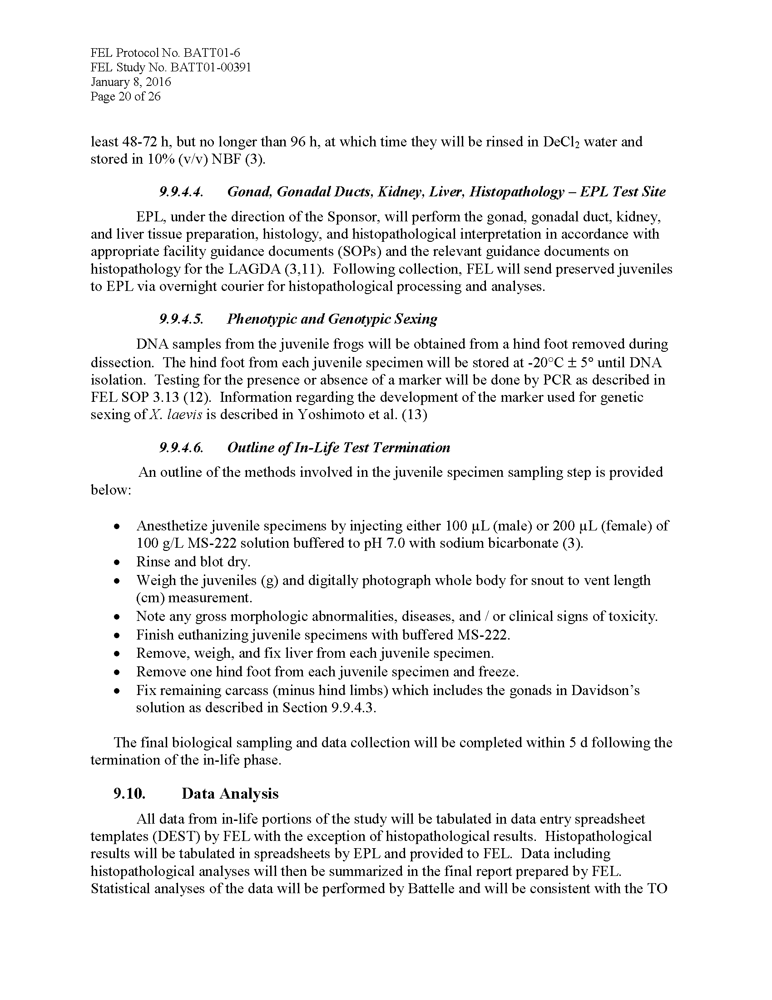 FEL Protocol No. BATT01-6
FEL Study No. BATT01-00391
January 8, 2016
Page 20 of 26
least 48-72 h, but no longer than 96 h, at which time they will be rinsed in DeCl₂ water and
stored in 10% (v/v) NBF (3).
9.9.4.4. Gonad, Gonadal Ducts, Kidney, Liver, Histopathology – EPL Test Site
EPL, under the direction of the Sponsor, will perform the gonad, gonadal duct, kidney,
and liver tissue preparation, histology, and histopathological interpretation in accordance with
appropriate facility guidance documents (SOPs) and the relevant guidance documents on
histopathology for the LAGDA (3,11). Following collection, FEL will send preserved juveniles
to EPL via overnight courier for histopathological processing and analyses.
9.9.4.5. Phenotypic and Genotypic Sexing
DNA samples from the juvenile frogs will be obtained from a hind foot removed during
dissection. The hind foot from each juvenile specimen will be stored at -20°C ± 5° until DNA
isolation. Testing for the presence or absence of a marker will be done by PCR as described in
FEL SOP 3.13 (12). Information regarding the development of the marker used for genetic
sexing of X. laevis is described in Yoshimoto et al. (13)
9.9.4.6. Outline of In-Life Test Termination
An outline of the methods involved in the juvenile specimen sampling step is provided
below:
• Anesthetize juvenile specimens by injecting either 100 µL (male) or 200 µL (female) of
100 g/L MS-222 solution buffered to pH 7.0 with sodium bicarbonate (3).
• Rinse and blot dry.
• Weigh the juveniles (g) and digitally photograph whole body for snout to vent length
(cm) measurement.
• Note any gross morphologic abnormalities, diseases, and / or clinical signs of toxicity.
• Finish euthanizing juvenile specimens with buffered MS-222.
• Remove, weigh, and fix liver from each juvenile specimen.
• Remove one hind foot from each juvenile specimen and freeze.
• Fix remaining carcass (minus hind limbs) which includes the gonads in Davidson’s
solution as described in Section 9.9.4.3.
The final biological sampling and data collection will be completed within 5 d following the
termination of the in-life phase.
9.10. Data Analysis
All data from in-life portions of the study will be tabulated in data entry spreadsheet
templates (DEST) by FEL with the exception of histopathological results. Histopathological
results will be tabulated in spreadsheets by EPL and provided to FEL. Data including
histopathological analyses will then be summarized in the final report prepared by FEL.
Statistical analyses of the data will be performed by Battelle and will be consistent with the TO